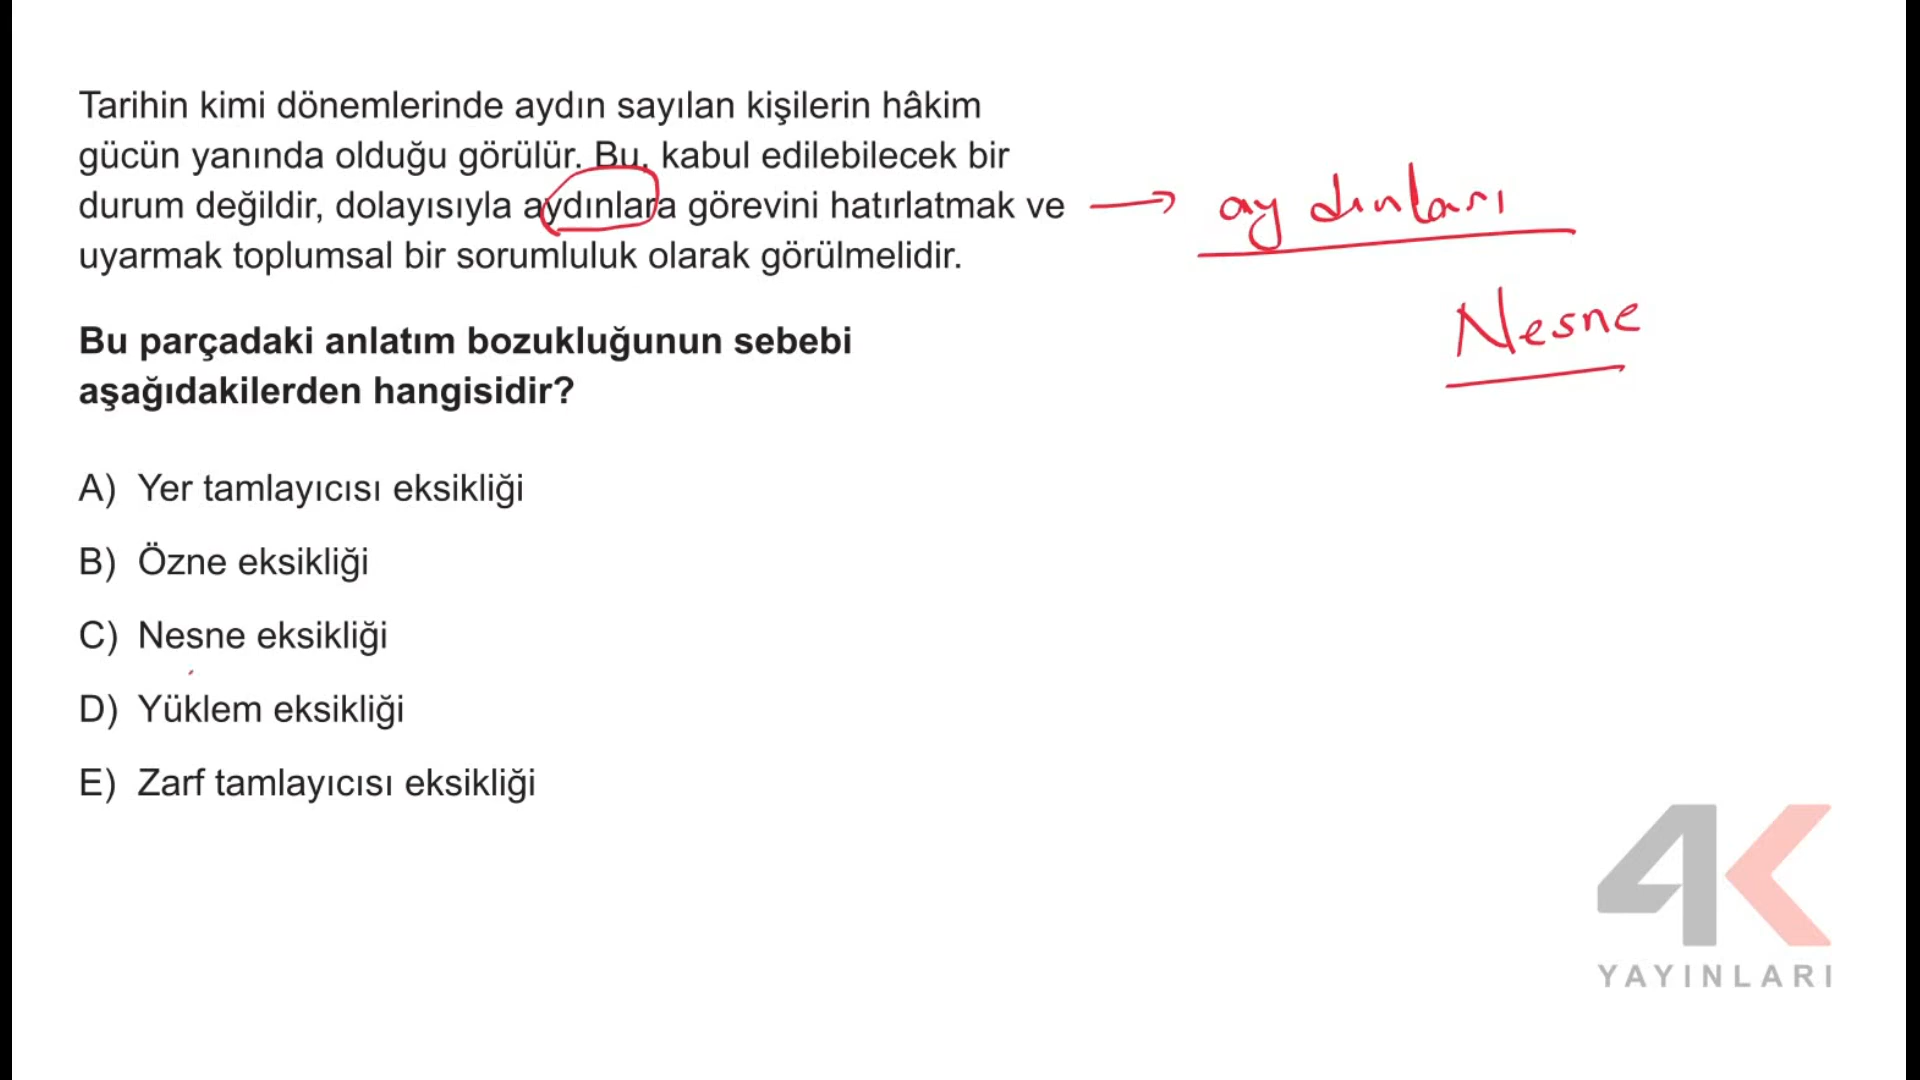 Tarihin kimi dönemlerinde aydın sayılan kişilerin hâkim
gücün yanında olduğu görülür. Bu, kabul edilebilecek bir
durum değildir, dolayısıyla aydınlara görevini hatırlatmak ve
uyarmak toplumsal bir sorumluluk olarak görülmelidir.
aydınları
Nesne
Bu parçadaki anlatım bozukluğunun sebebi
aşağıdakilerden hangisidir?
A) Yer tamlayıcısı eksikliği
B) Özne eksikliği
C) Nesne eksikliği
D) Yüklem eksikliği
E) Zarf tamlayıcısı eksikliği
4K
YAYINLARI